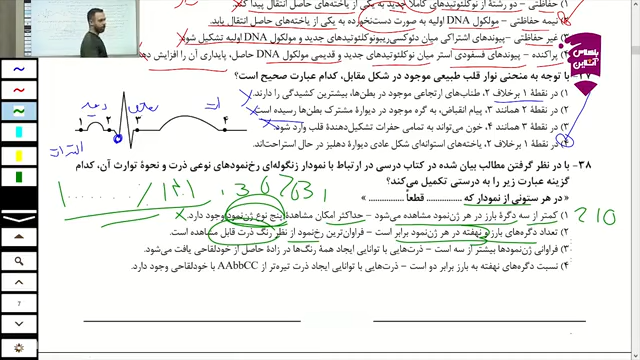 ۱) حفاظتی – دو رشتهٔ از نوکلئوتیدهای کاملاً جدید به یکی از یاخته‌های حاصل انتقال پیدا کند
۲) نیمه حفاظتی – مولکول DNA اولیه به صورت دست‌نخورده به یکی از یاخته‌های حاصل انتقال یابد.
۳) غیر حفاظتی – پیوندهای اشتراکی میان دئوکسی‌ریبونوکلئوتیدهای جدید و DNA اولیه تشکیل شود.
۴) پراکنده – پیوندهای فسفودی استر میان نوکلئوتیدهای جدید و قدیمی مولکول DNA حاصل، پایداری آن را افزایش دهد
۳۷- با توجه به منحنی نوار قلب طبیعی موجود در شکل مقابل، کدام عبارت صحیح است؟
۱) در نقطهٔ ۱ برخلاف ۲، طناب‌های ارتجاعی موجود در بطن‌ها، بیشترین کشیدگی را دارند.
۲) در نقطهٔ ۲ همانند ۳، پیام انقباض، به گره موجود در دیوارهٔ مشترک بطن‌ها رسیده است.
۳) در نقطهٔ ۳ همانند ۴، خون می‌تواند به تمامی حفرات تشکیل‌دهندهٔ قلب وارد شود.
۴) در نقطهٔ ۴ برخلاف ۲، یاخته‌های استوانه‌ای شکل عادی دیوارهٔ دهلیز در حال استراحت‌اند.
۱ ۲ ۳ ۴
۳۸- با در نظر گرفتن مطالب بیان شده در کتاب درسی در ارتباط با نمودار زنگوله‌ای رخ‌نمودهای نوعی ذرت و نحوهٔ توارث آن، کدام
گزینه عبارت زیر را به درستی تکمیل می‌کند؟
« در هر ستونی از نمودار که ............... قطعاً ............... »
۱) کمتر از سه دگرهٔ بارز در هر ژن‌نمود مشاهده می‌شود – حداکثر امکان مشاهدهٔ پنج نوع ژن‌نمود وجود دارد.
۲) تعداد دگره‌های بارز و نهفته در هر ژن‌نمود برابر است – فراوان‌ترین رخ‌نمود از نظر رنگ ذرت قابل مشاهده است.
۳) فراوانی ژن‌نمودها بیشتر از سه است – ذرت‌هایی با توانایی ایجاد همهٔ رنگ‌ها در زادهٔ حاصل از خودلقاحی یافت می‌شود.
۴) نسبت دگره‌های نهفته به بارز برابر دو است – ذرت‌هایی با توانایی ایجاد ذرت تیره‌تر از AAbbCC با خودلقاحی وجود دارد.
2 1 0
7